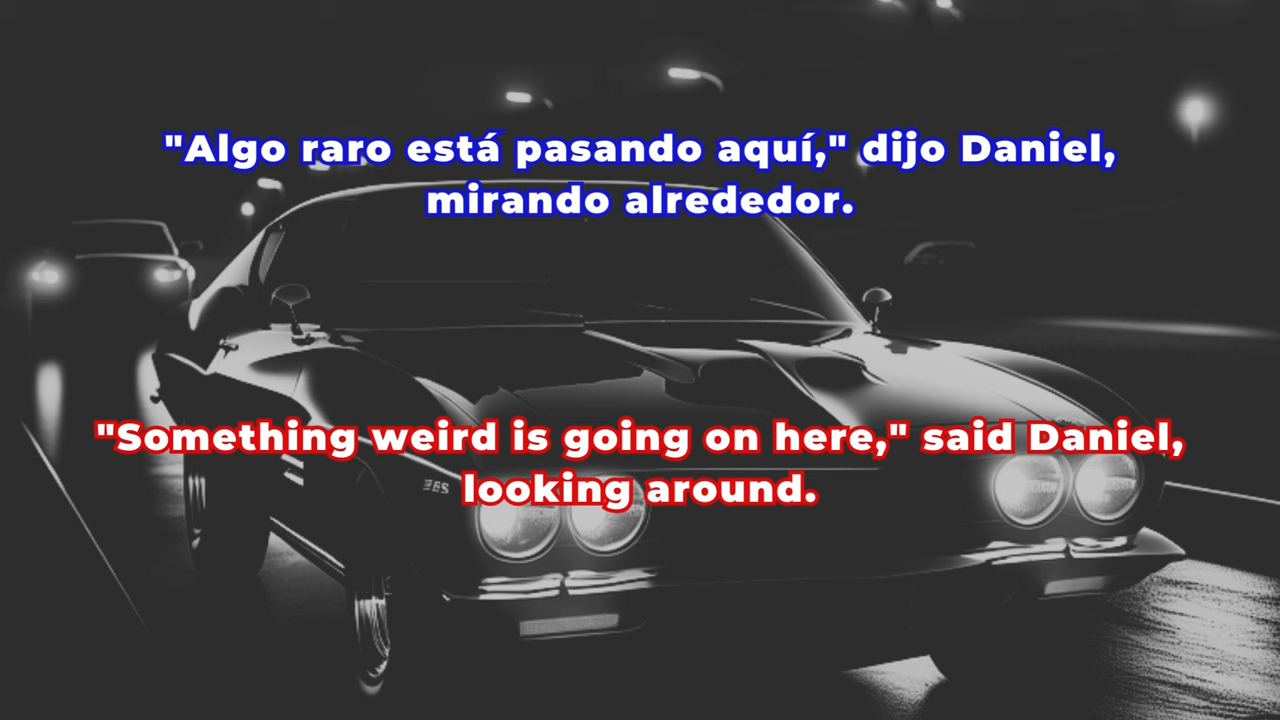 "Algo raro está pasando aquí," dijo Daniel,
mirando alrededor.
"Something weird is going on here," said Daniel,
looking around.